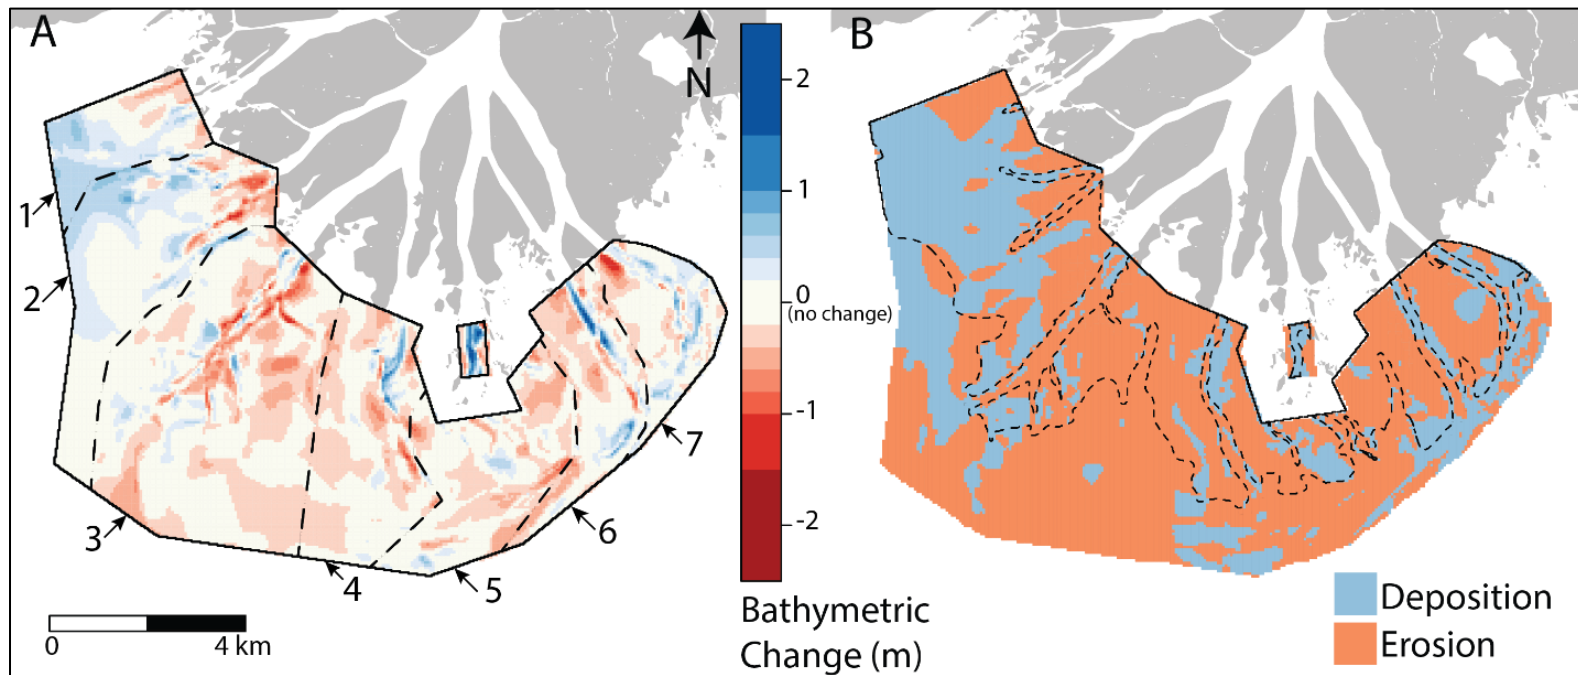 A
N
B
2
1
0
(no change)
-1
-2
1
2
3
4
5
6
7
0
4 km
Bathymetric
Change (m)
Deposition
Erosion